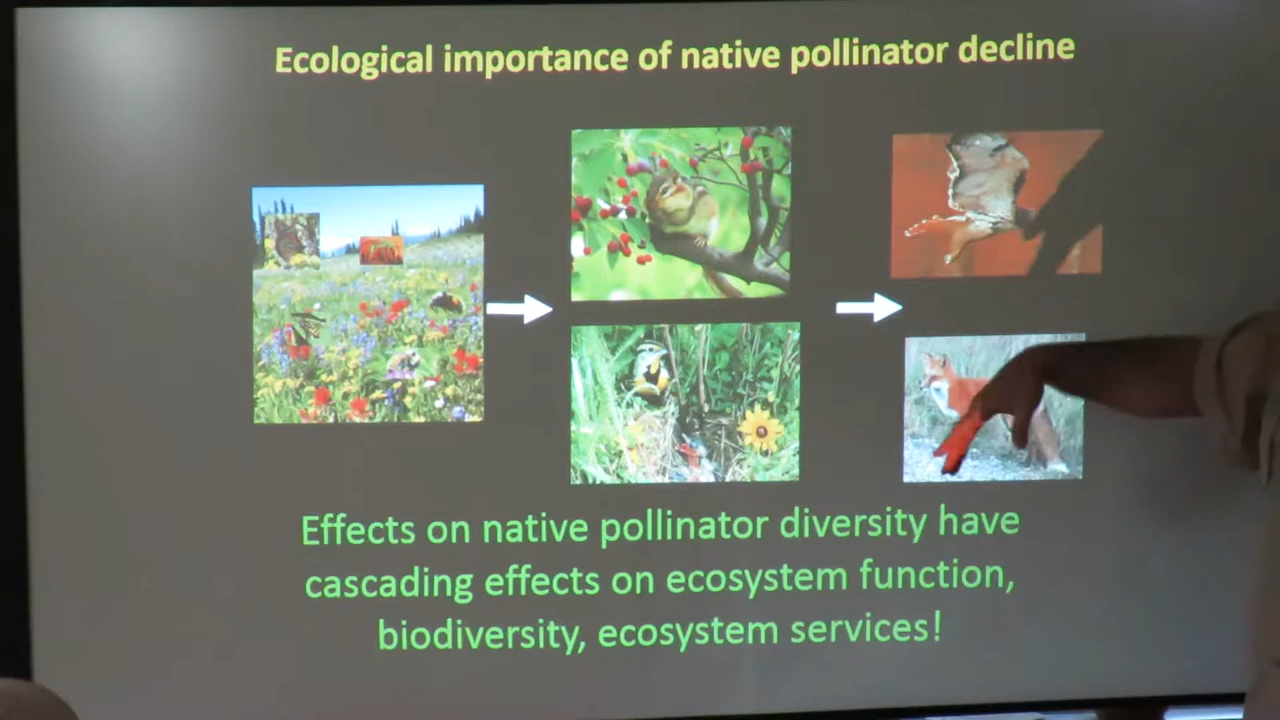 Ecological importance of native pollinator decline
Effects on native pollinator diversity have
cascading effects on ecosystem function,
biodiversity, ecosystem services!